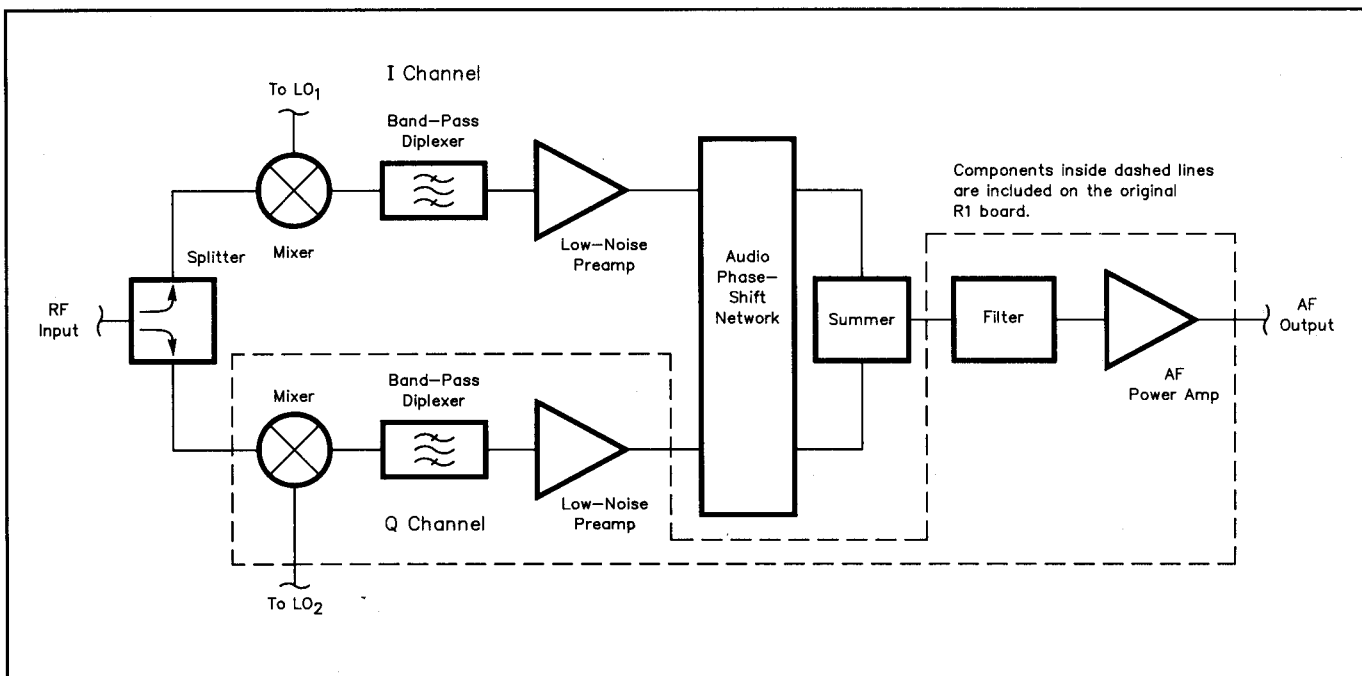 I Channel
To LO1
Band-Pass
Diplexer
Mixer
Low-Noise
Preamp
Splitter
RF
Input
Audio
Phase-
Shift
Network
Summer
Components inside dashed lines
are included on the original
R1 board.
Filter
AF
Power Amp
AF
Output
Mixer
Band-Pass
Diplexer
Low-Noise
Preamp
Q Channel
To LO2